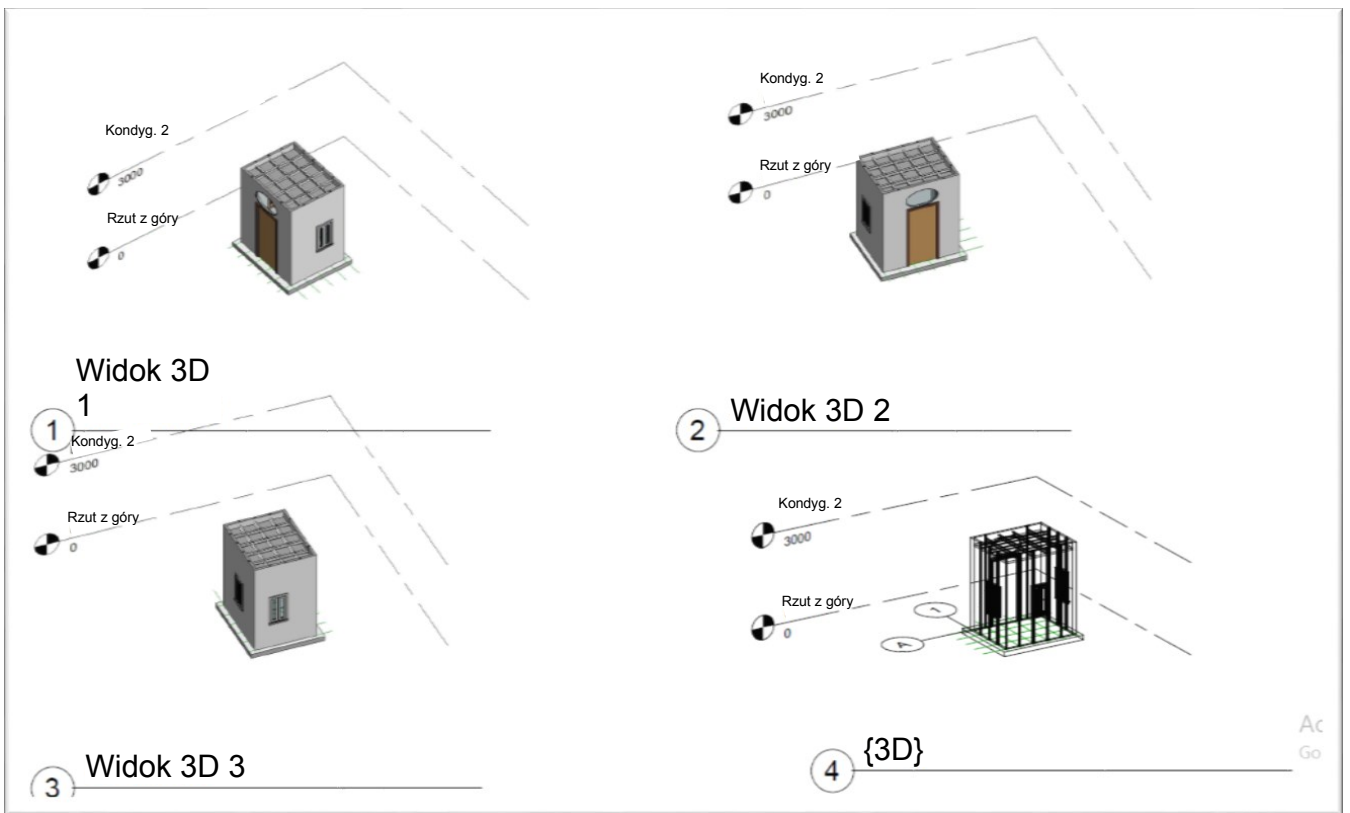 Kondyg. 2
3000
Rzut z góry
0
Widok 3D
1
1
Kondyg. 2
3000
Rzut z góry
0
2
Widok 3D 2
Kondyg. 2
3000
Rzut z góry
0
3
Widok 3D 3
Kondyg. 2
3000
Rzut z góry
0
1
A
4
{3D}
Ac
Go